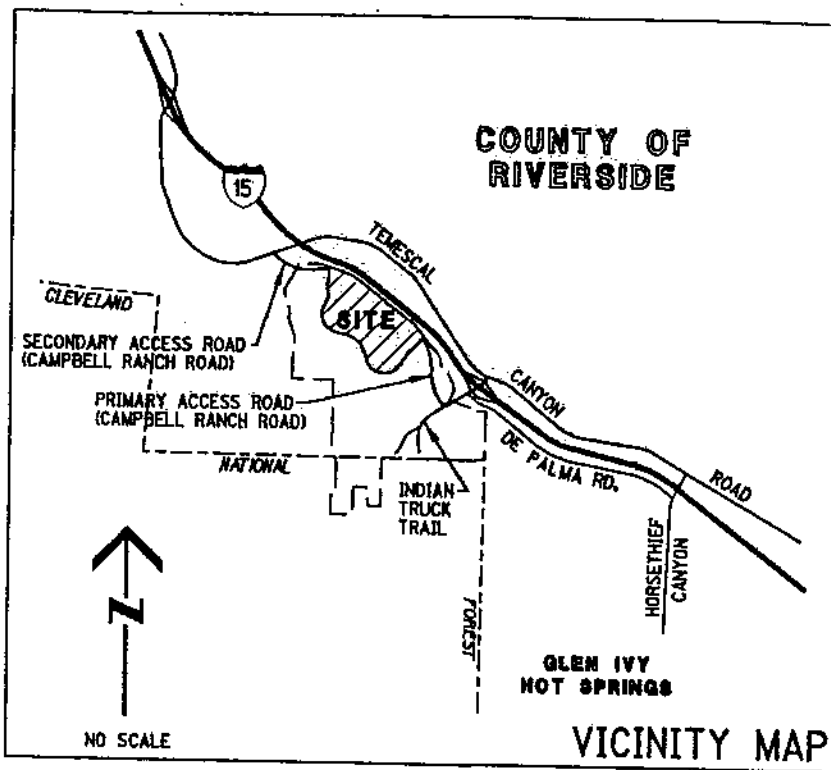 COUNTY OF
RIVERSIDE
15
TEMESCAL
CLEVELAND
SITE
SECONDARY ACCESS ROAD
(CAMPBELL RANCH ROAD)
PRIMARY ACCESS ROAD
(CAMPBELL RANCH ROAD)
CANYON
NATIONAL
DE PALMA RD.
ROAD
INDIAN
TRUCK
TRAIL
HORSETHIEF
CANYON
FOREST
GLEN IVY
HOT SPRINGS
N
NO SCALE
VICINITY MAP